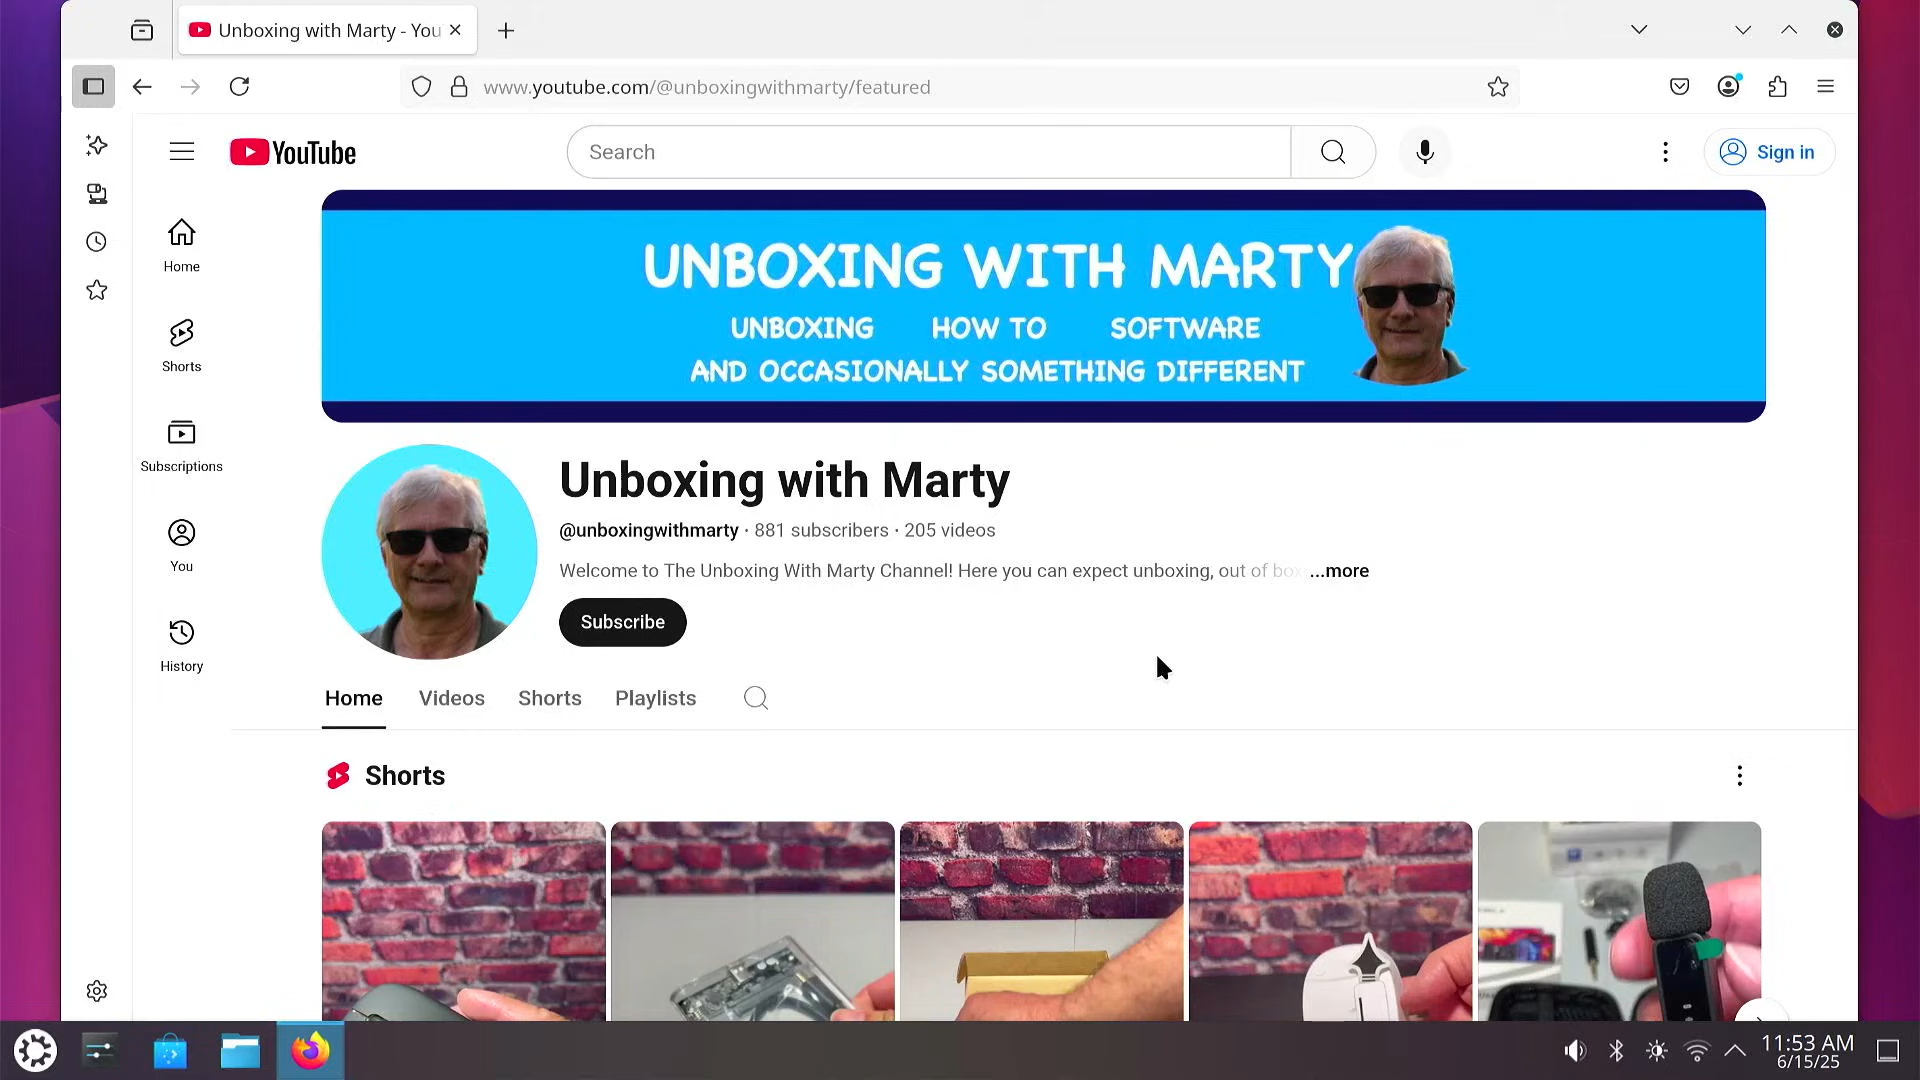 Unboxing with Marty - You
www.youtube.com/@unboxingwithmarty/featured
YouTube
Search
Sign in
Home
Shorts
Subscriptions
You
History
UNBOXING WITH MARTY
UNBOXING HOW TO SOFTWARE
AND OCCASIONALLY SOMETHING DIFFERENT
Unboxing with Marty
@unboxingwithmarty · 881 subscribers · 205 videos
Welcome to The Unboxing With Marty Channel! Here you can expect unboxing, out of box ...more
Subscribe
Home Videos Shorts Playlists
Shorts
11:53 AM
6/15/25